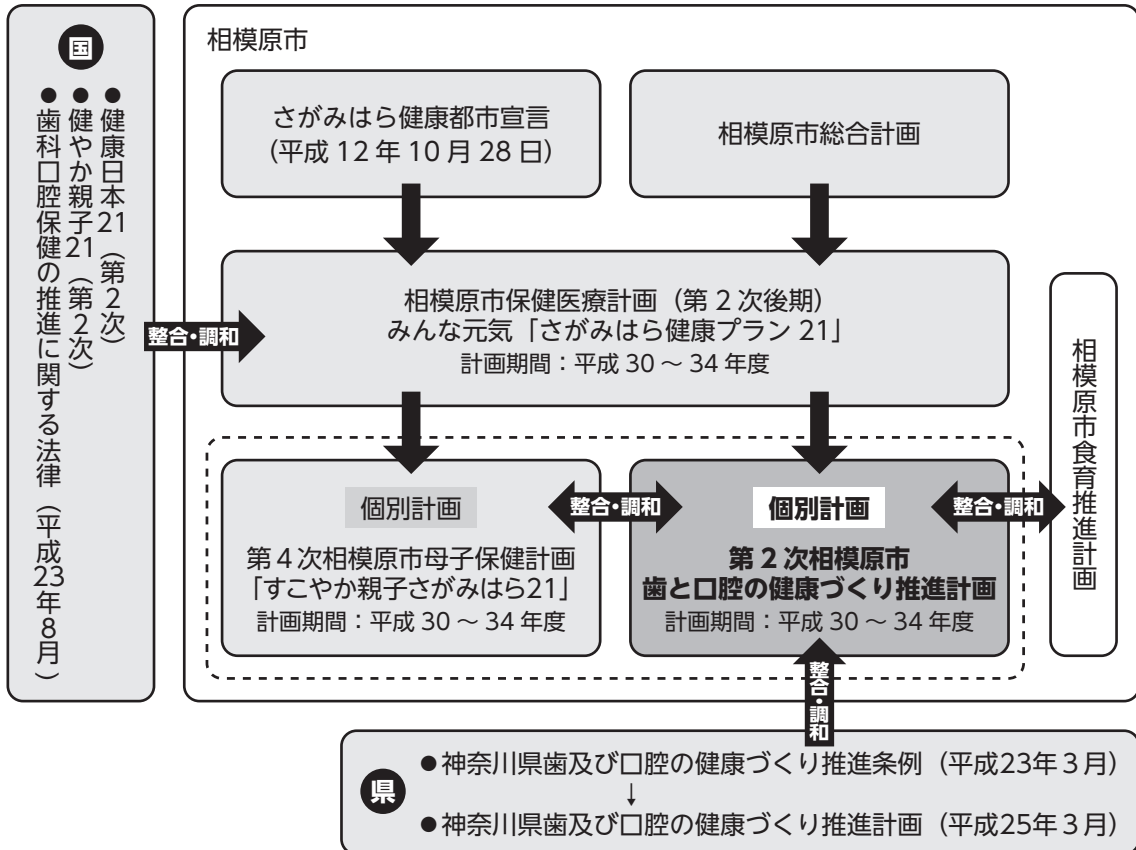 国
●健康日本21（第２次）
●健やか親子21（第２次）
●歯科口腔保健の推進に関する法律（平成23年８月）
整合・調和
相模原市
さがみはら健康都市宣言
（平成 12 年 10 月 28 日）
相模原市総合計画
相模原市保健医療計画（第 2 次後期）
みんな元気「さがみはら健康プラン 21」
計画期間：平成 30 ～ 34 年度
個別計画
第４次相模原市母子保健計画
「すこやか親子さがみはら21」
計画期間：平成 30 ～ 34 年度
整合・調和
個別計画
第 2 次相模原市
歯と口腔の健康づくり推進計画
計画期間：平成 30 ～ 34 年度
整合・調和
相模原市食育推進計画
整合・調和
県
●神奈川県歯及び口腔の健康づくり推進条例（平成23年３月）
↓
●神奈川県歯及び口腔の健康づくり推進計画（平成25年３月）